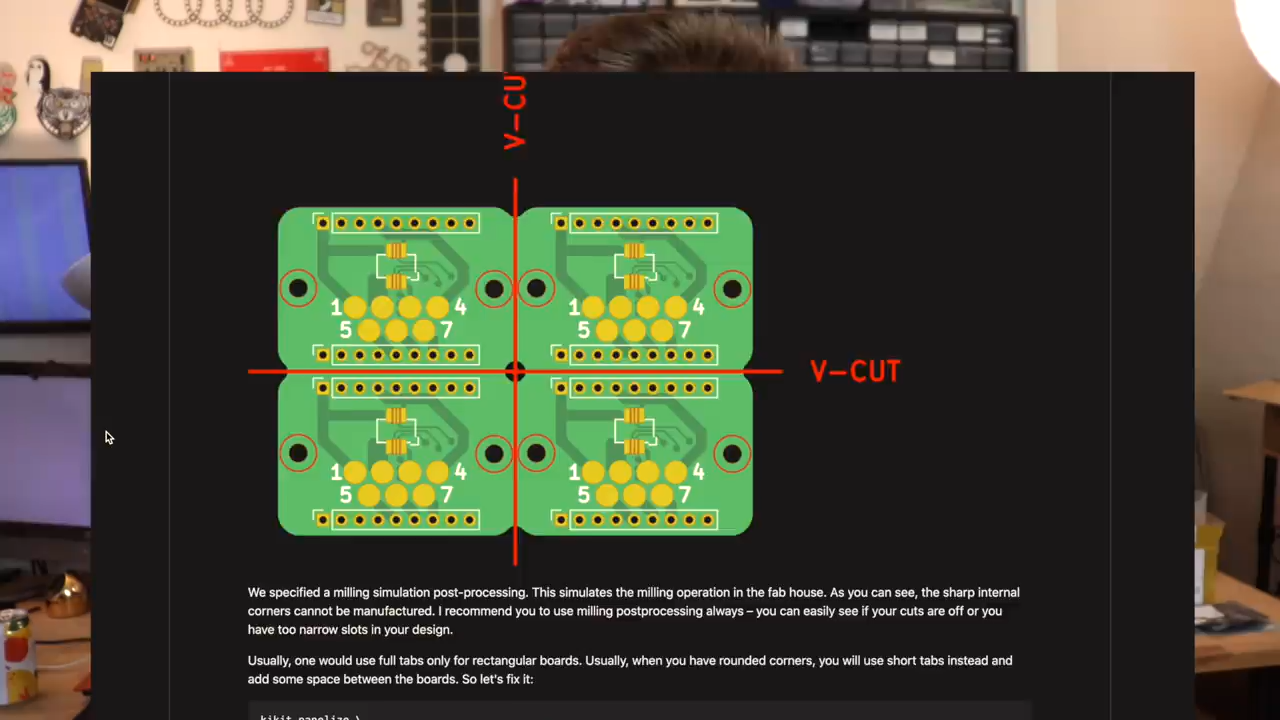 V-CU
1 4
5 7
1 4
5 7
V-CUT
1 4
5 7
1 4
5 7
We specified a milling simulation post-processing. This simulates the milling operation in the fab house. As you can see, the sharp internal
corners cannot be manufactured. I recommend you to use milling postprocessing always – you can easily see if your cuts are off or you
have too narrow slots in your design.
Usually, one would use full tabs only for rectangular boards. Usually, when you have rounded corners, you will use short tabs instead and
add some space between the boards. So let's fix it:
kikit panelize \